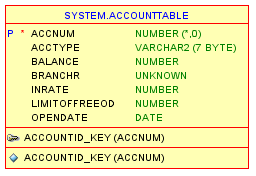 SYSTEM.ACCOUNTTABLE
P * ACCNUM NUMBER (*,0)
ACCTYPE VARCHAR2 (7 BYTE)
BALANCE NUMBER
BRANCHR UNKNOWN
INRATE NUMBER
LIMITOFFREEOD NUMBER
OPENDATE DATE
ACCOUNTID_KEY (ACCNUM)
ACCOUNTID_KEY (ACCNUM)